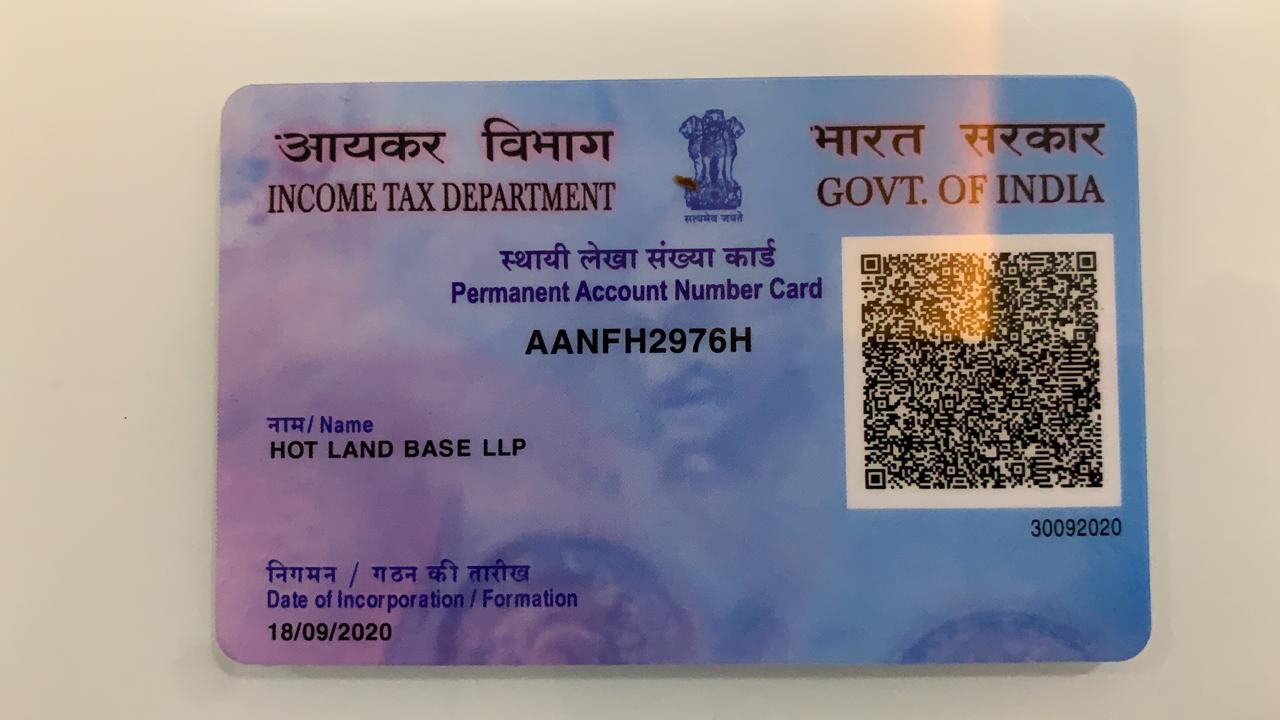 आयकर विभाग
INCOME TAX DEPARTMENT
सत्यमेव जयते
भारत सरकार
GOVT. OF INDIA
स्थायी लेखा संख्या कार्ड
Permanent Account Number Card
AANFH2976H
नाम/ Name
HOT LAND BASE LLP
30092020
निगमन / गठन की तारीख
Date of Incorporation / Formation
18/09/2020